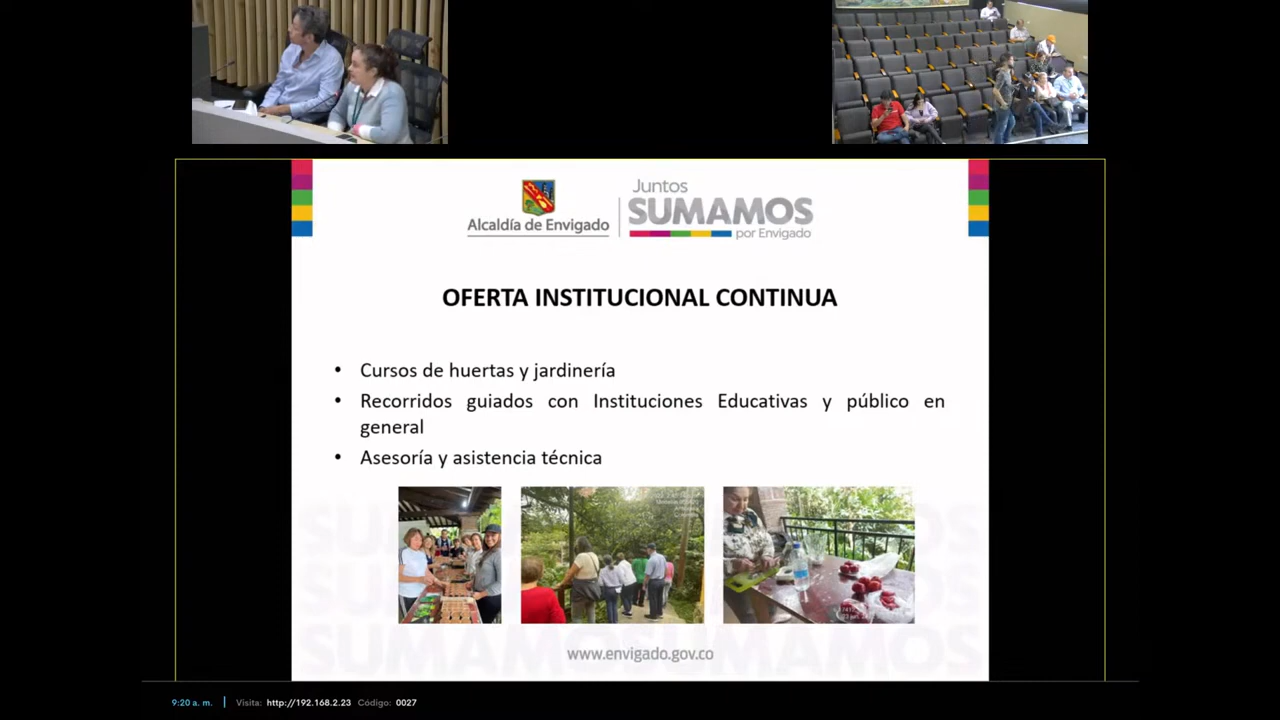 Alcaldía de Envigado
Juntos
SUMAMOS
por Envigado
OFERTA INSTITUCIONAL CONTINUA
• Cursos de huertas y jardinería
• Recorridos guiados con Instituciones Educativas y público en
general
• Asesoría y asistencia técnica
www.envigado.gov.co
9:20 a. m. | Visita: http://192.168.2.23 Código: 0027